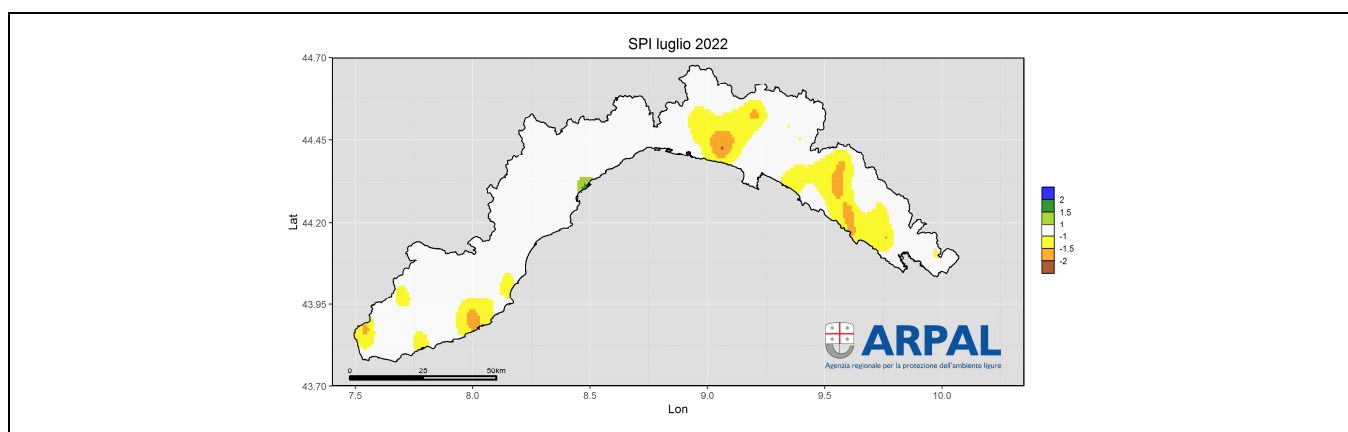 SPI luglio 2022
44.70
44.45
44.20
43.95
43.70
Lat
7.5
8.0
8.5
9.0
9.5
10.0
Lon
0 25 50km
2
1.5
1
-1
-1.5
-2
ARPAL
Agenzia regionale per la protezione dell'ambiente ligure